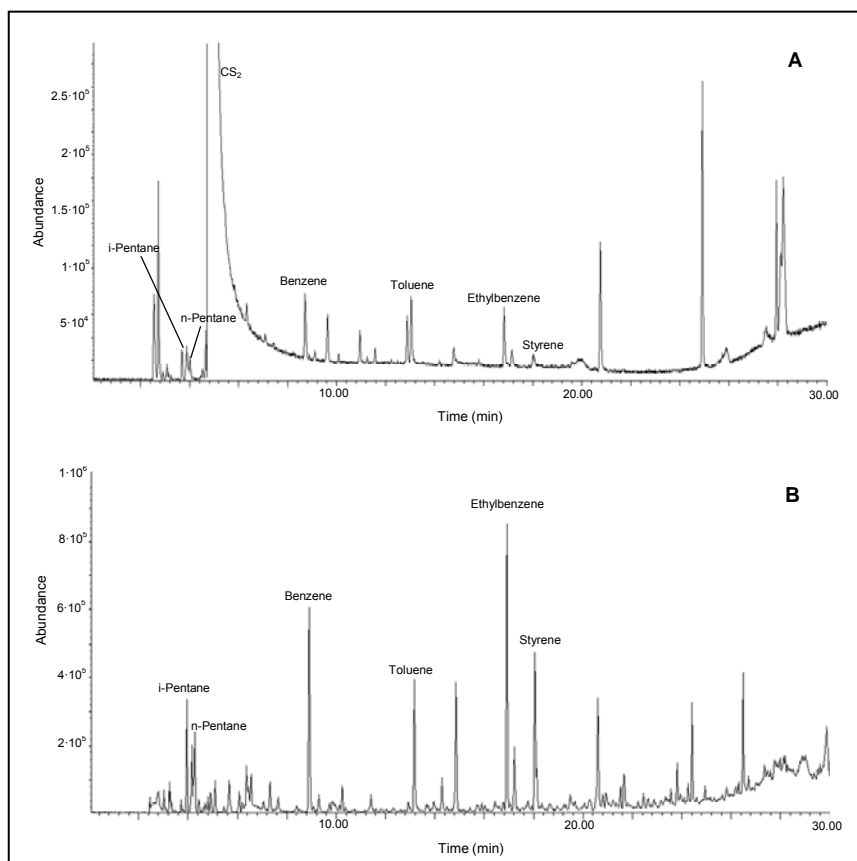 A
CS₂
2.5·10⁵
2·10⁵
1.5·10⁵
1·10⁵
5·10⁴
Abundance
i-Pentane
n-Pentane
Benzene
Toluene
Ethylbenzene
Styrene
10.00
20.00
30.00
Time (min)
B
1·10⁶
8·10⁵
6·10⁵
4·10⁵
2·10⁵
Abundance
Ethylbenzene
Benzene
Styrene
Toluene
i-Pentane
n-Pentane
10.00
20.00
30.00
Time (min)